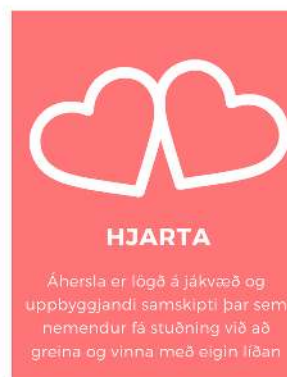 HJARTA
Áhersla er lögð á jákvæð og
uppbyggjandi samskipti þar sem
nemendur fá stuðning við að
greina og vinna með eigin líðan